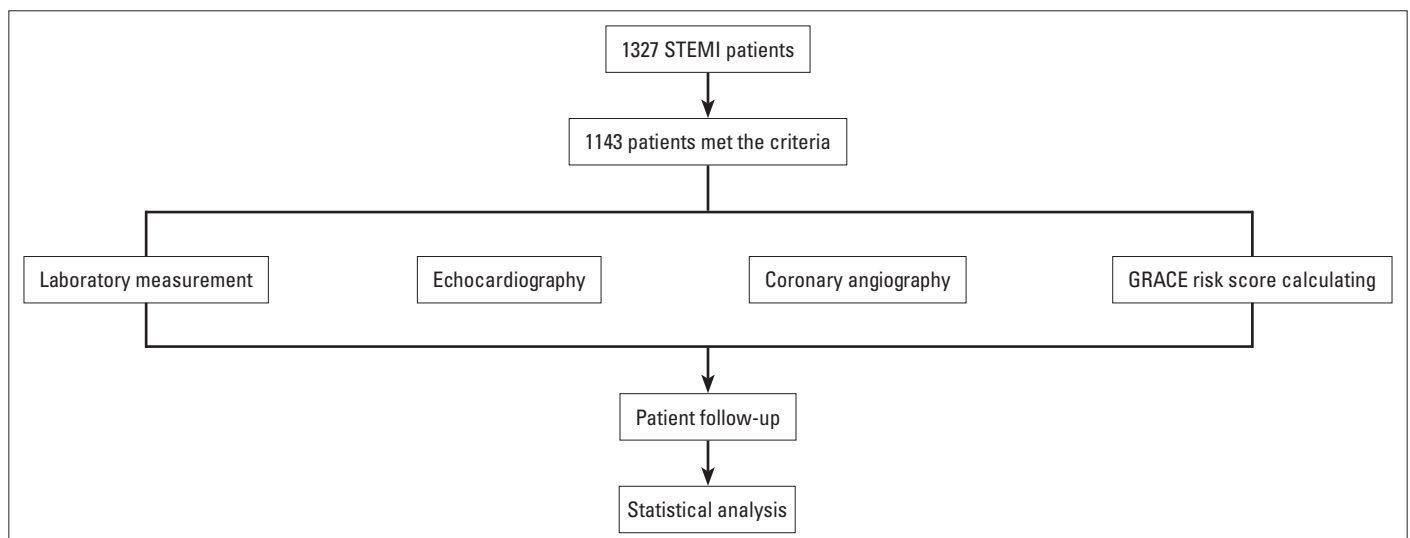 1327 STEMI patients
1143 patients met the criteria
Laboratory measurement
Echocardiography
Coronary angiography
GRACE risk score calculating
Patient follow-up
Statistical analysis